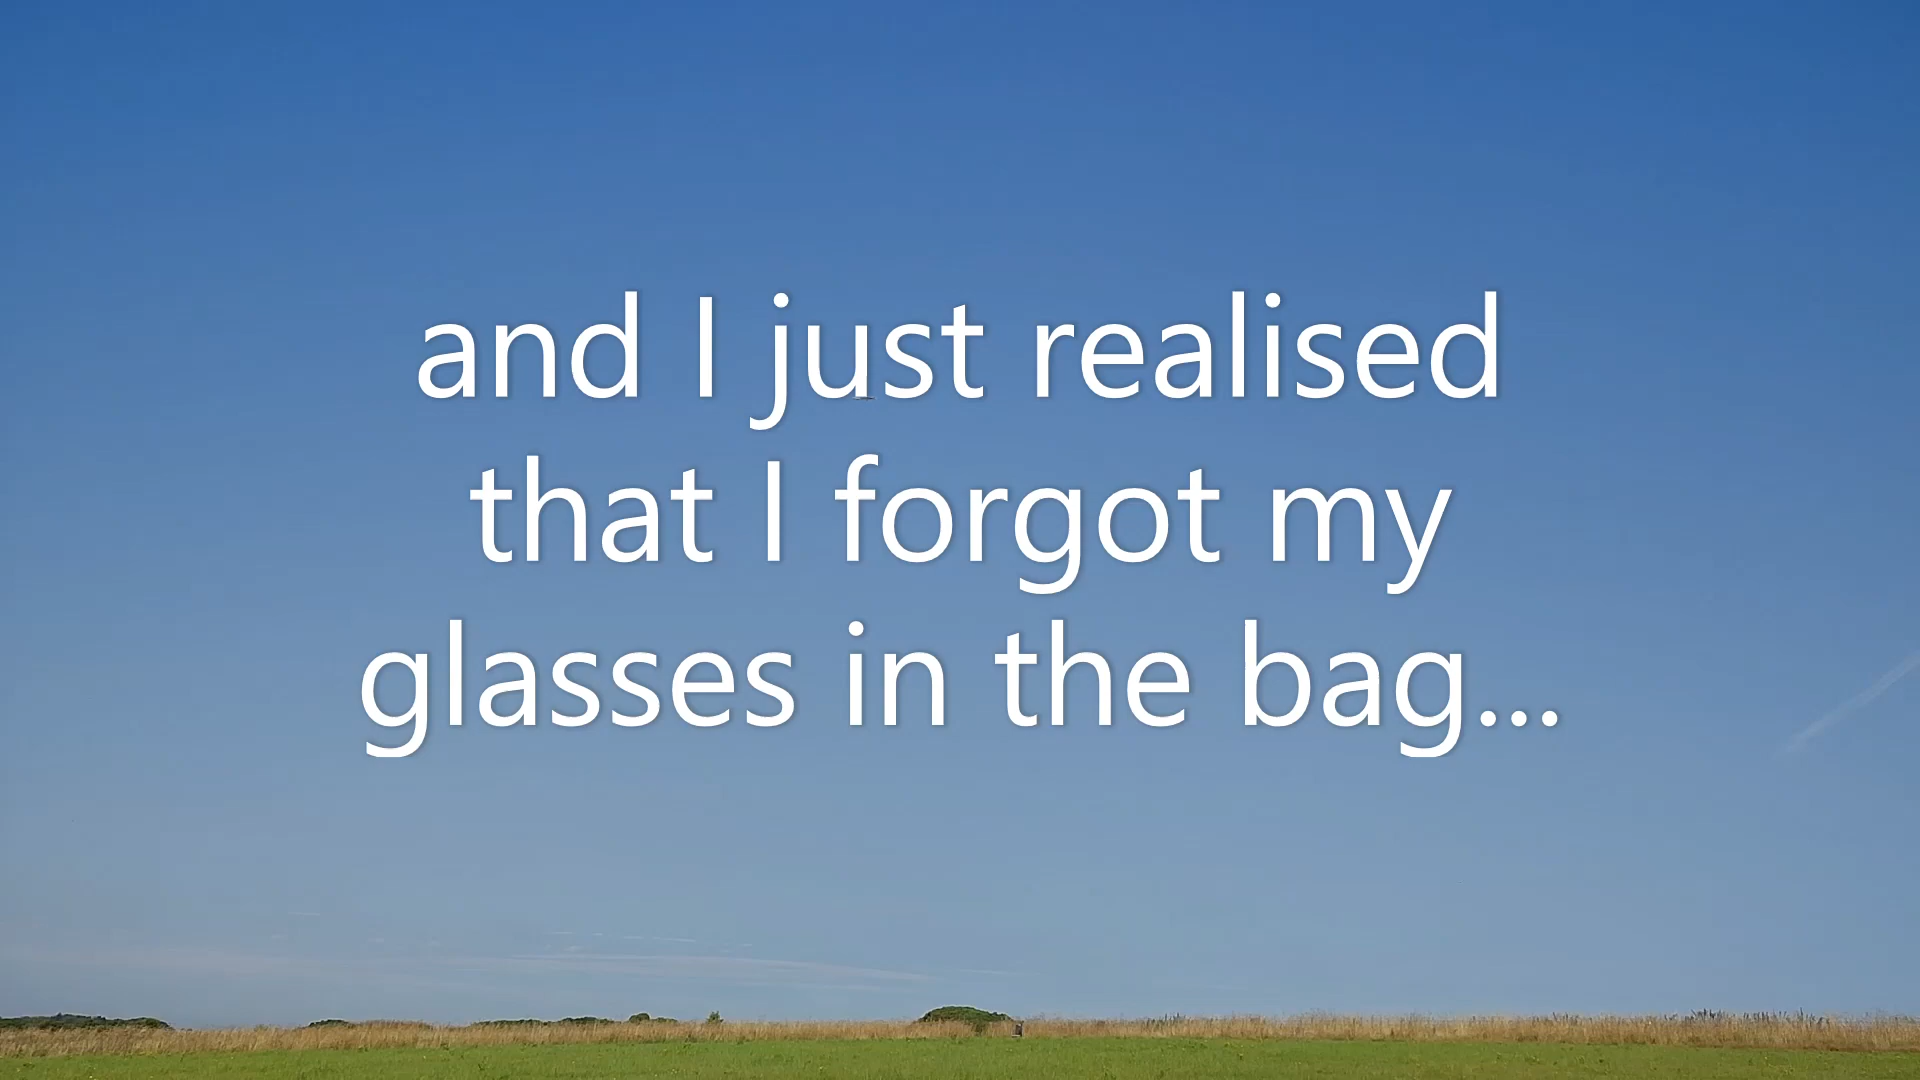 and I just realised
that I forgot my
glasses in the bag...